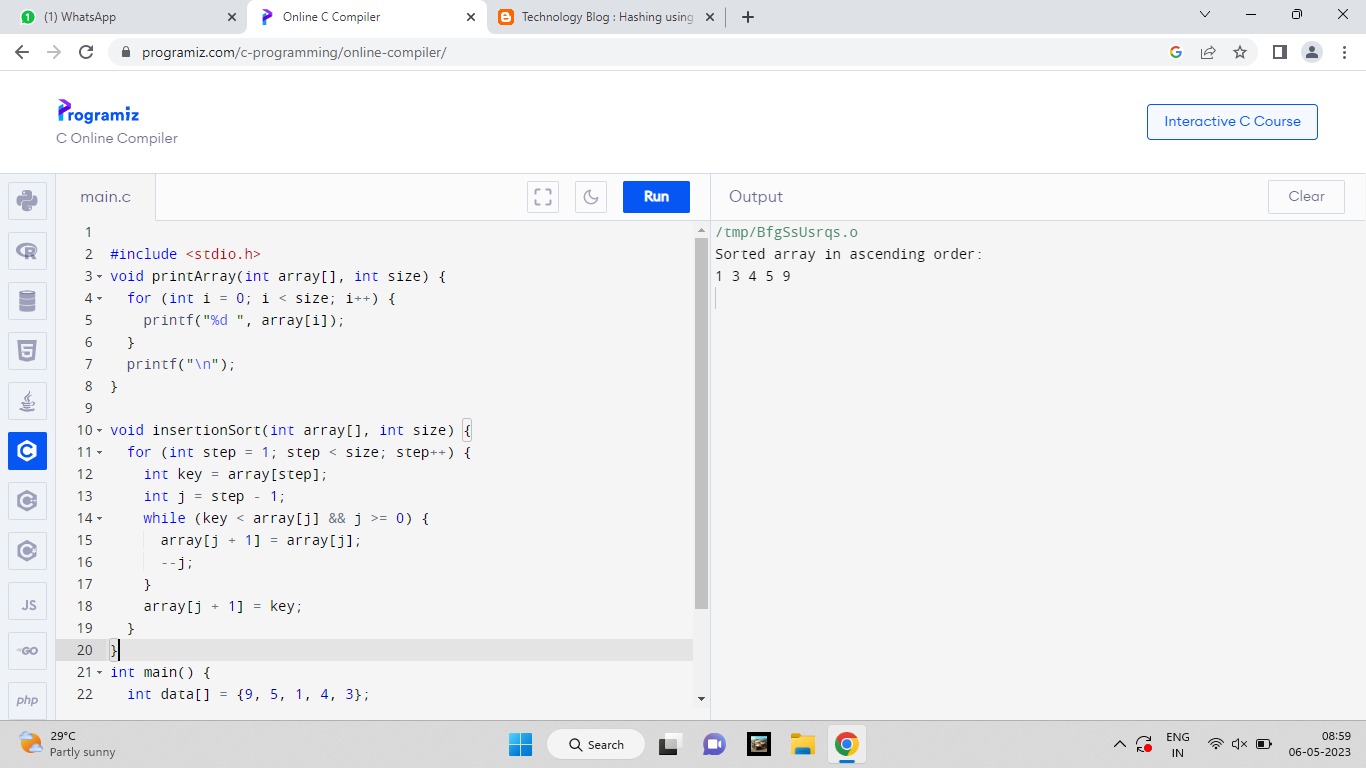 (1) WhatsApp
Online C Compiler
Technology Blog : Hashing using
programiz.com/c-programming/online-compiler/
Programiz
C Online Compiler
Interactive C Course
main.c
Run
Output
Clear
1
2 #include <stdio.h>
3 void printArray(int array[], int size) {
4   for (int i = 0; i < size; i++) {
5     printf("%d ", array[i]);
6   }
7   printf("\n");
8 }
9
10 void insertionSort(int array[], int size) {
11   for (int step = 1; step < size; step++) {
12     int key = array[step];
13     int j = step - 1;
14     while (key < array[j] && j >= 0) {
15       array[j + 1] = array[j];
16       --j;
17     }
18     array[j + 1] = key;
19   }
20 }
21 int main() {
22   int data[] = {9, 5, 1, 4, 3};
/tmp/BfgSsUsrqs.o
Sorted array in ascending order:
1 3 4 5 9
JS
GO
php
29°C
Partly sunny
Search
ENG
IN
08:59
06-05-2023